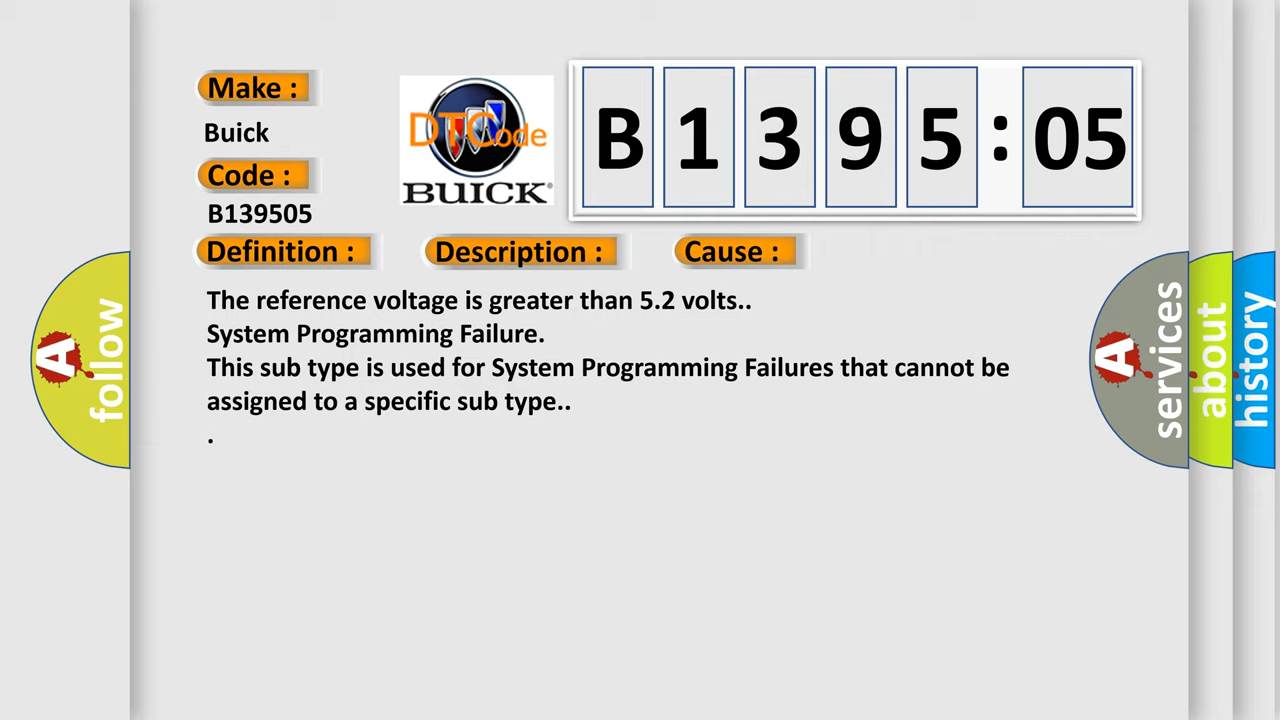 Make :
Buick
Code :
B139505
DTCode
BUICK®
B 1 3 9 5 : 05
Definition :
Description :
Cause :
The reference voltage is greater than 5.2 volts..
System Programming Failure.
This sub type is used for System Programming Failures that cannot be
assigned to a specific sub type..
.
A follow
A services
about
history